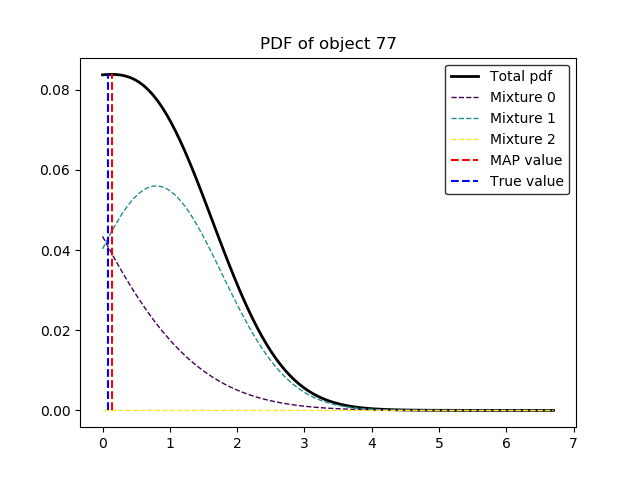 PDF of object 77
Total pdf
Mixture 0
Mixture 1
Mixture 2
MAP value
True value
0.08
0.06
0.04
0.02
0.00
0 1 2 3 4 5 6 7